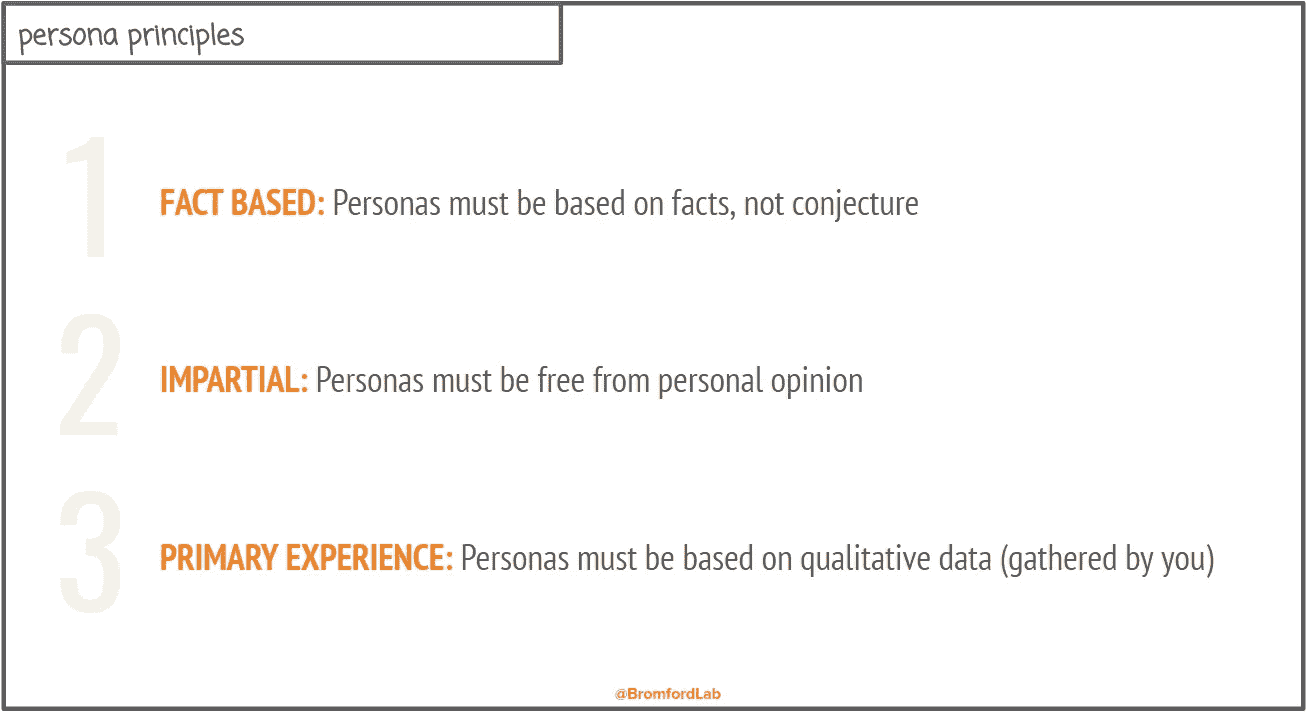 persona principles
1
FACT BASED: Personas must be based on facts, not conjecture
2
IMPARTIAL: Personas must be free from personal opinion
3
PRIMARY EXPERIENCE: Personas must be based on qualitative data (gathered by you)
@BromfordLab